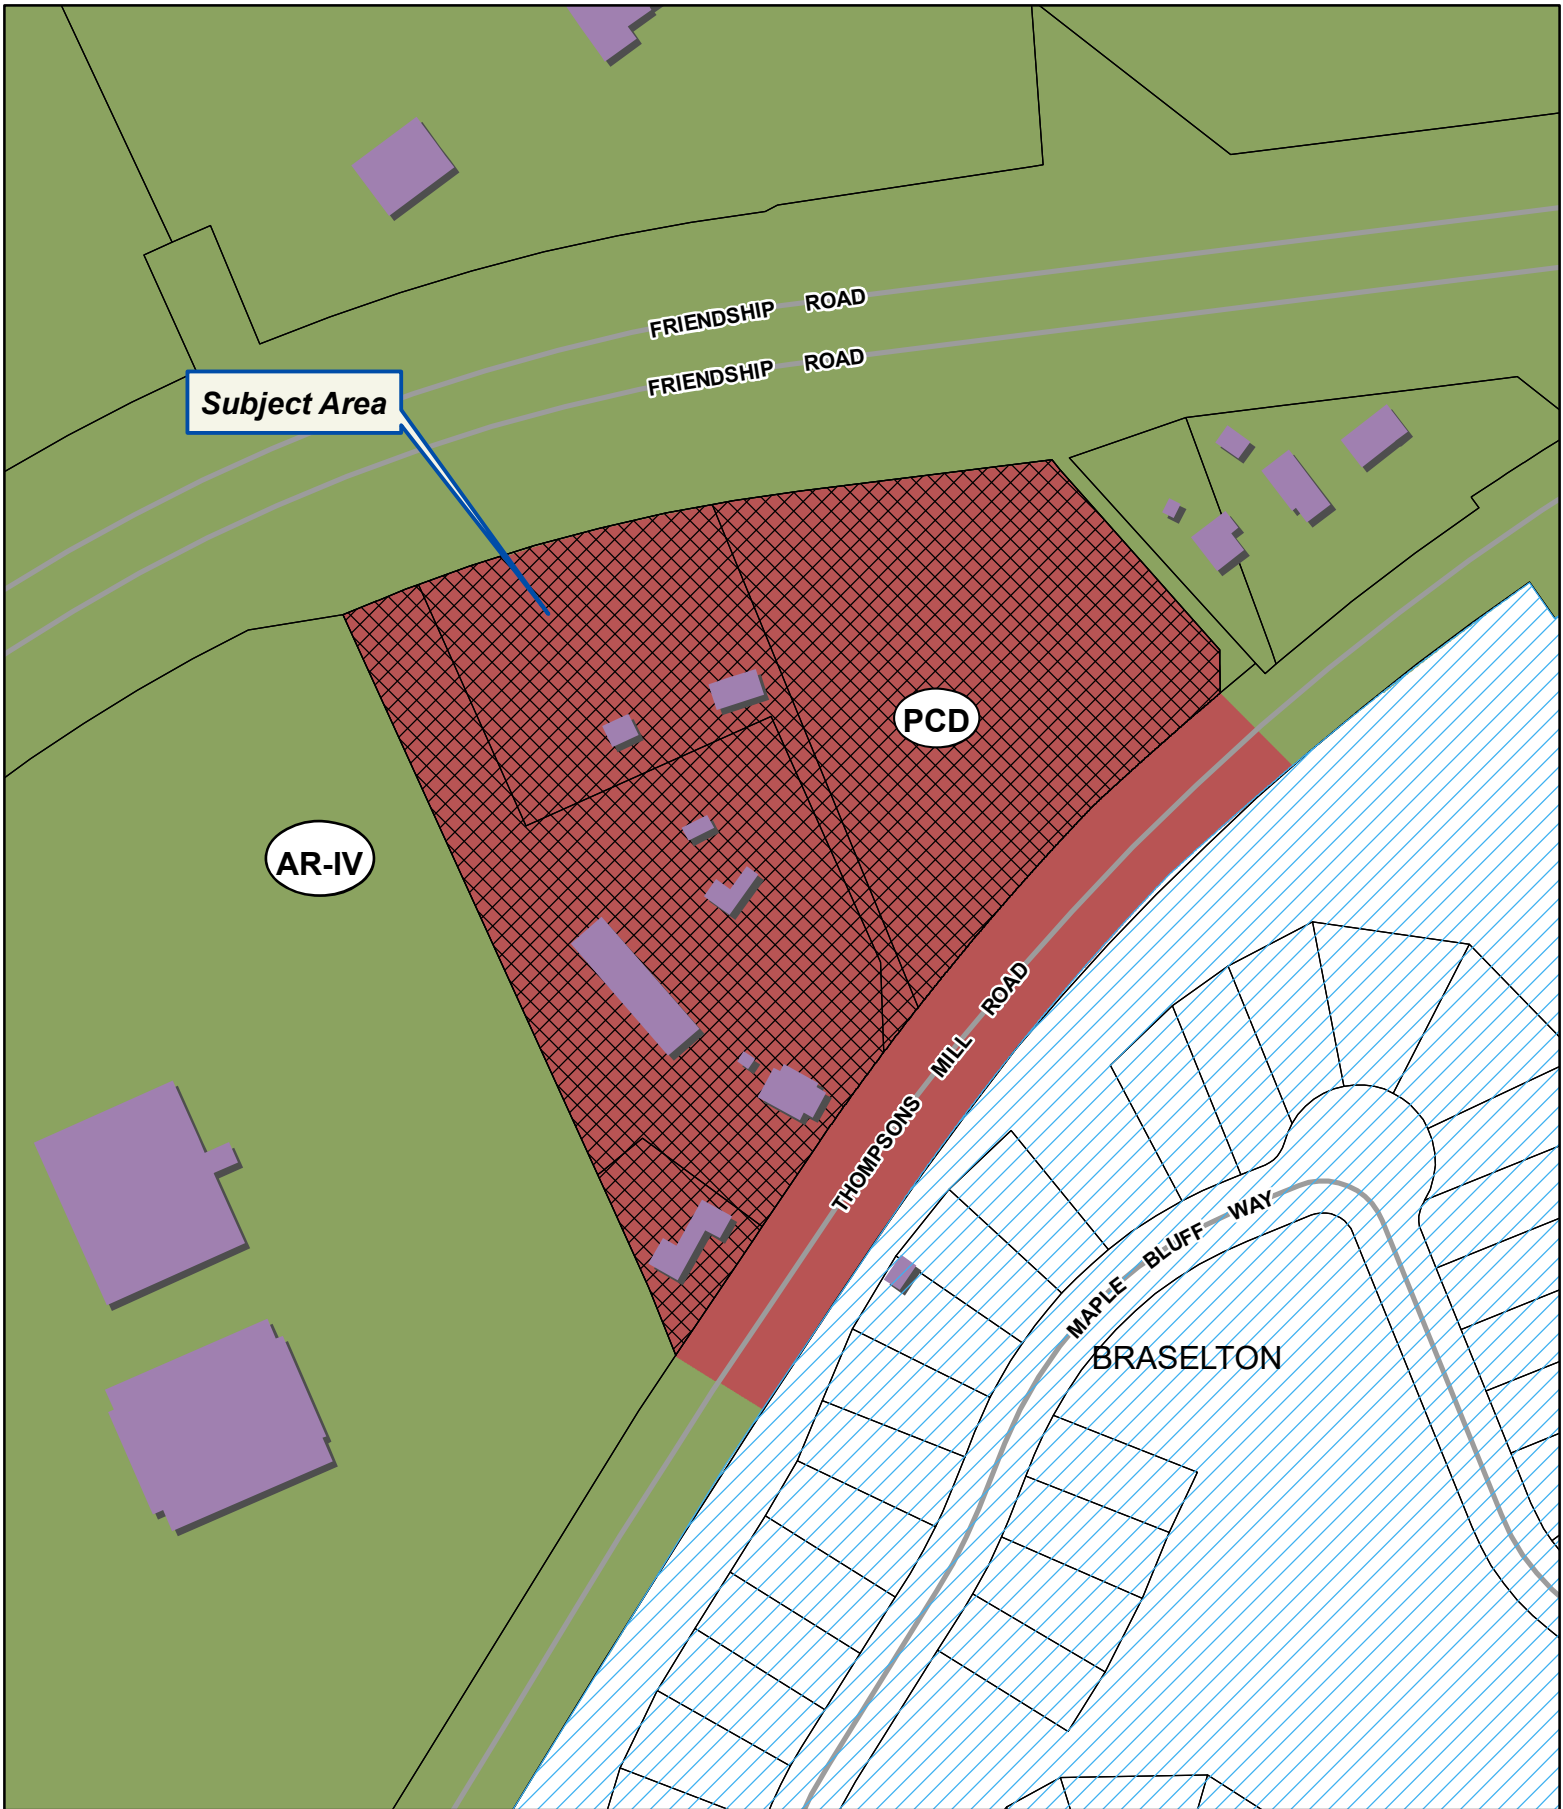 FRIENDSHIP ROAD
FRIENDSHIP ROAD
Subject Area
PCD
AR-IV
THOMPSONS MILL ROAD
MAPLE BLUFF WAY
BRASELTON